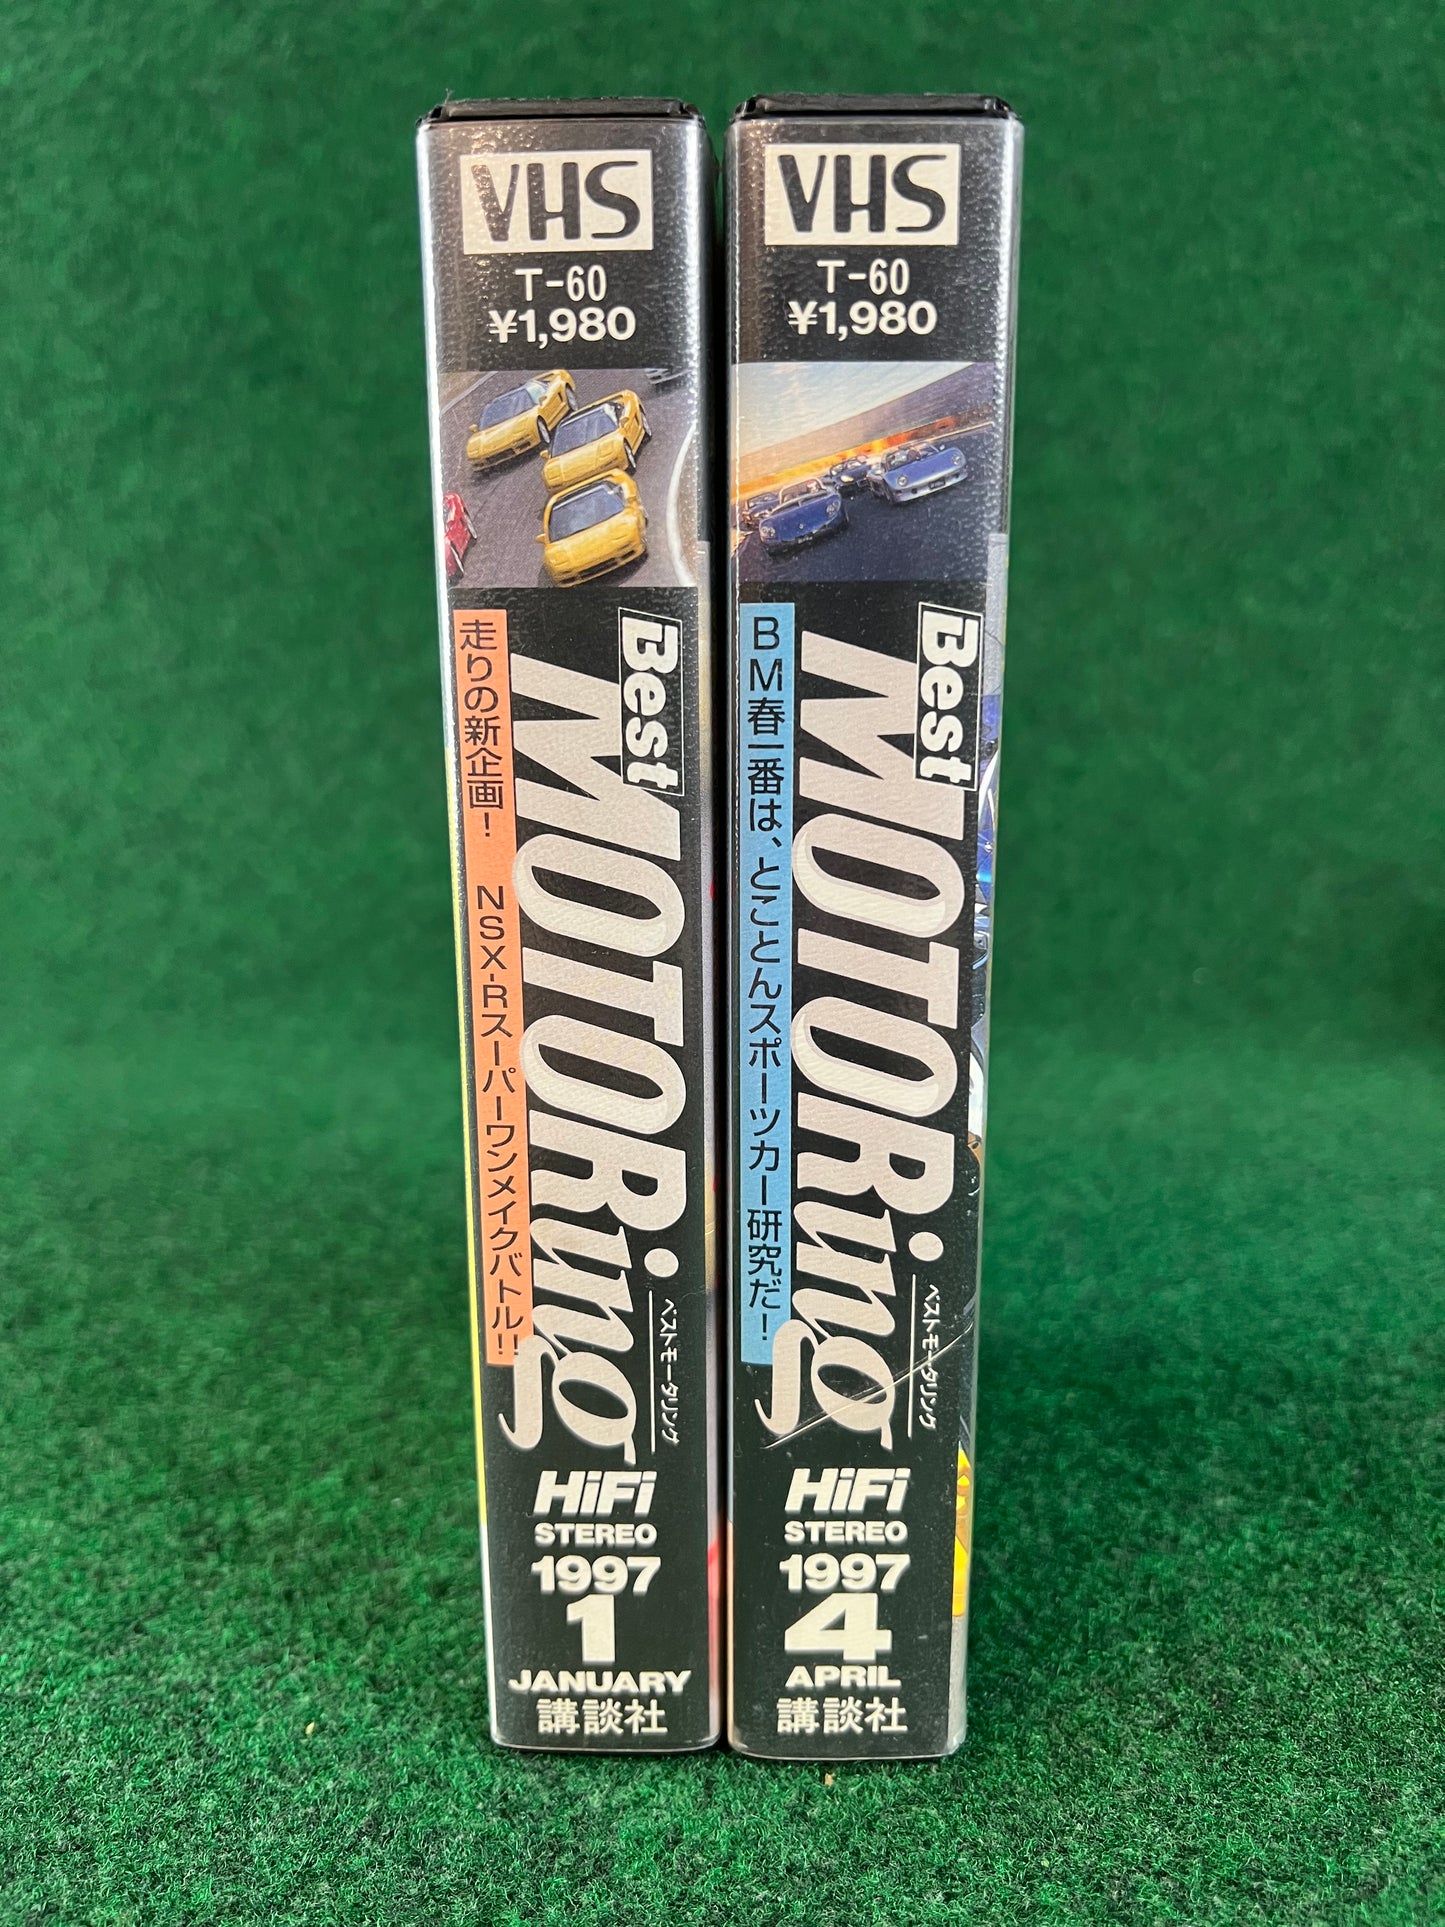 VHS
T-60
¥1,980
走りの新企画! NSX-Rスーパーワンメイクバトル!!
Best
MOTORing
ベストモータリング
HiFi
STEREO
1997
1
JANUARY
講談社
VHS
T-60
¥1,980
BM春一番は、とことんスポーツカー研究だ!
Best
MOTORing
ベストモータリング
HiFi
STEREO
1997
4
APRIL
講談社